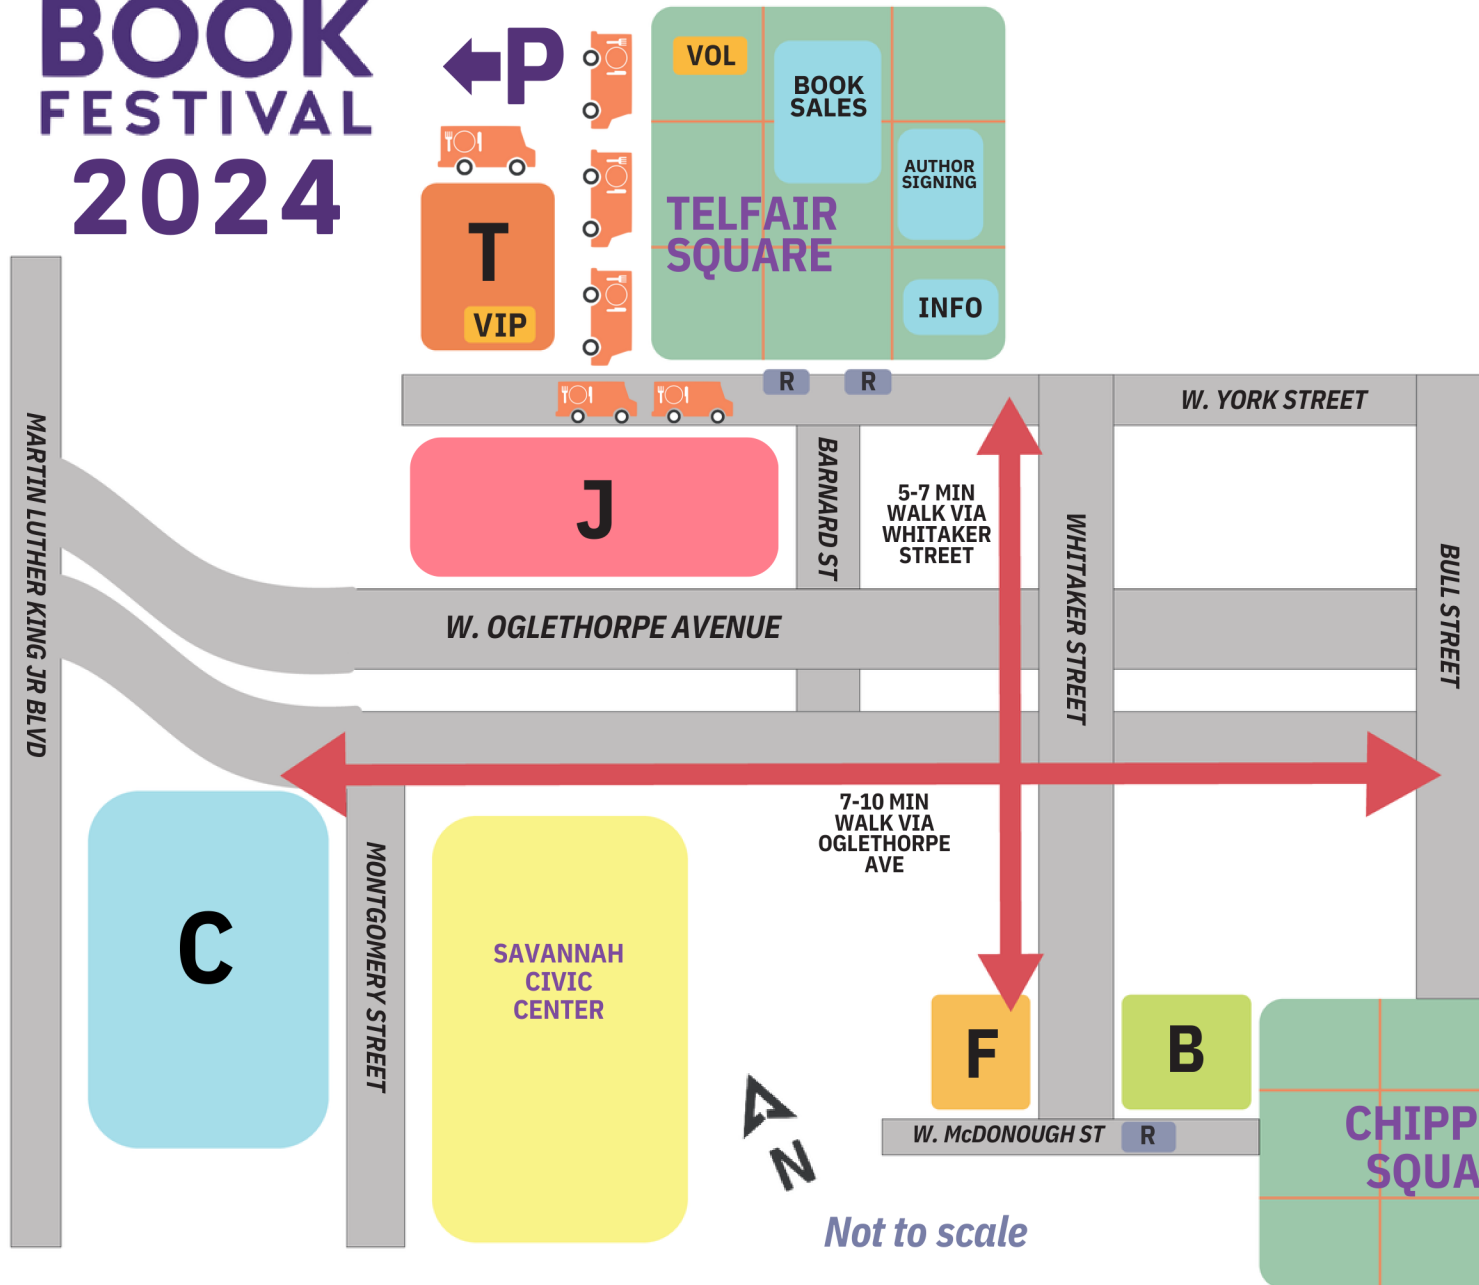 BOOK
FESTIVAL
2024
P
VOL
BOOK
SALES
AUTHOR
SIGNING
TELFAIR
SQUARE
INFO
T
VIP
R
R
W. YORK STREET
J
BARNARD ST
5-7 MIN
WALK VIA
WHITAKER
STREET
WHITAKER STREET
BULL STREET
MARTIN LUTHER KING JR BLVD
W. OGLETHORPE AVENUE
7-10 MIN
WALK VIA
OGLETHORPE
AVE
C
MONTGOMERY STREET
SAVANNAH
CIVIC
CENTER
F
B
W. McDONOUGH ST
R
CHIPP
SQUA
N
Not to scale